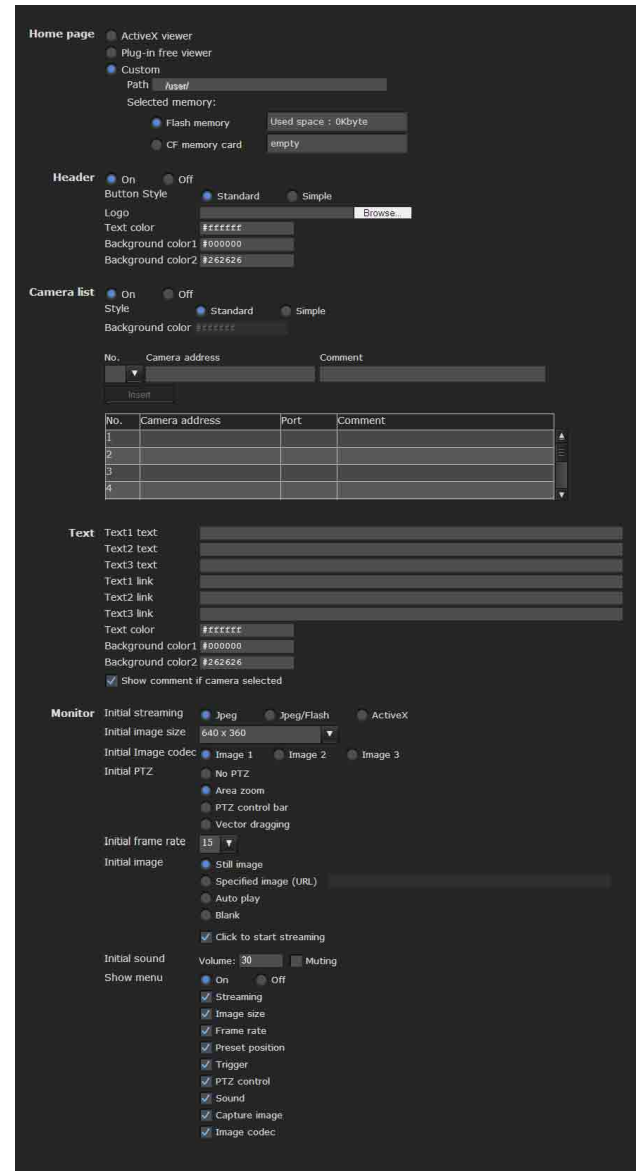 Home page ActiveX viewer
Plug-in free viewer
Custom
Path /user/
Selected memory:
Flash memory Used space : 0Kbyte
CF memory card empty
Header On Off
Button Style Standard Simple
Logo Browse...
Text color #ffffff
Background color1 #000000
Background color2 #262626
Camera list On Off
Style Standard Simple
Background color #ffffff
No. Camera address Comment
Insert
No. Camera address Port Comment
1
2
3
4
Text Text1 text
Text2 text
Text3 text
Text1 link
Text2 link
Text3 link
Text color #ffffff
Background color1 #000000
Background color2 #262626
Show comment if camera selected
Monitor Initial streaming Jpeg Jpeg/Flash ActiveX
Initial image size 640 x 360
Initial Image codec Image 1 Image 2 Image 3
Initial PTZ No PTZ
Area zoom
PTZ control bar
Vector dragging
Initial frame rate 15
Initial image Still image
Specified image (URL)
Auto play
Blank
Click to start streaming
Initial sound Volume: 30 Muting
Show menu On Off
Streaming
Image size
Frame rate
Preset position
Trigger
PTZ control
Sound
Capture image
Image codec